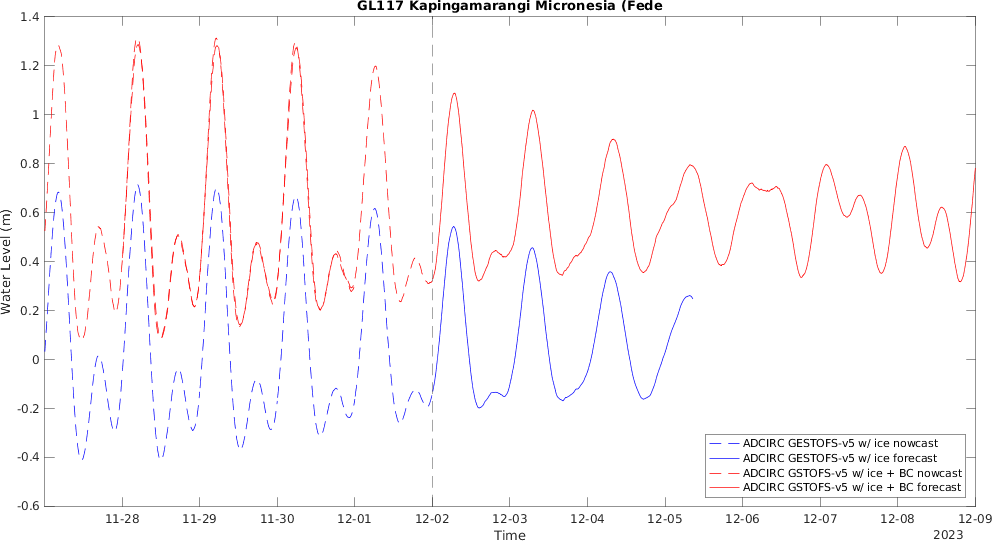 GL117 Kapingamarangi Micronesia (Fede
1.4
1.2
1
0.8
0.6
0.4
0.2
0
-0.2
-0.4
-0.6
Water Level (m)
11-28 11-29 11-30 12-01 12-02 12-03 12-04 12-05 12-06 12-07 12-08 12-09
Time
2023
ADCIRC GESTOFS-v5 w/ ice nowcast
ADCIRC GESTOFS-v5 w/ ice forecast
ADCIRC GSTOFS-v5 w/ ice + BC nowcast
ADCIRC GSTOFS-v5 w/ ice + BC forecast